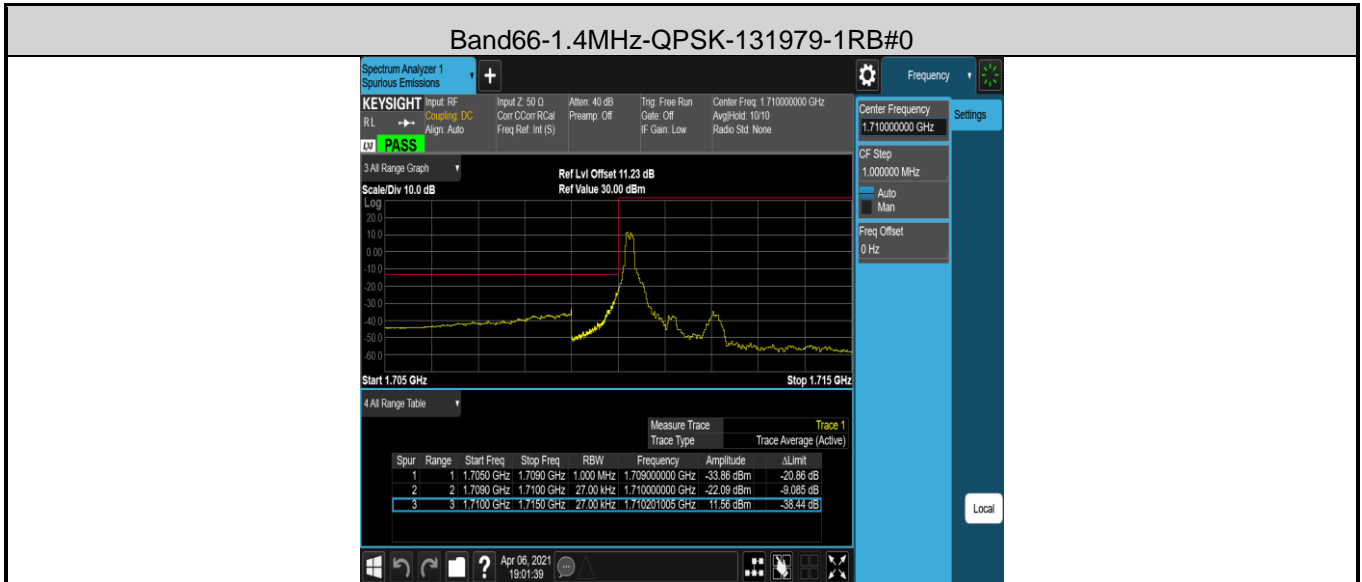 Band66-1.4MHz-QPSK-131979-1RB#0
Spectrum Analyzer 1
Spurious Emissions
+
Frequency
KEYSIGHT
RL
LXI
PASS
Input: RF
Coupling: DC
Align: Auto
Input Z: 50 Ω
Corr CCorr RCal
Freq Ref: Int (S)
Atten: 40 dB
Preamp: Off
Trig: Free Run
Gate: Off
IF Gain: Low
Center Freq: 1.710000000 GHz
Avg|Hold: 10/10
Radio Std: None
Center Frequency
1.710000000 GHz
Settings
CF Step
1.000000 MHz
Auto
Man
Freq Offset
0 Hz
Local
3 All Range Graph
Scale/Div 10.0 dB
Ref Lvl Offset 11.23 dB
Ref Value 30.00 dBm
Log
20.0
10.0
0.00
-10.0
-20.0
-30.0
-40.0
-50.0
-60.0
Start 1.705 GHz
Stop 1.715 GHz
4 All Range Table
Measure Trace Trace 1
Trace Type Trace Average (Active)
Spur Range Start Freq Stop Freq RBW Frequency Amplitude ΔLimit
1 1 1.7050 GHz 1.7090 GHz 1.000 MHz 1.709000000 GHz -33.86 dBm -20.86 dB
2 2 1.7090 GHz 1.7100 GHz 27.00 kHz 1.710000000 GHz -22.09 dBm -9.085 dB
3 3 1.7100 GHz 1.7150 GHz 27.00 kHz 1.710201005 GHz 11.56 dBm -38.44 dB
?
Apr 06, 2021
19:01:39